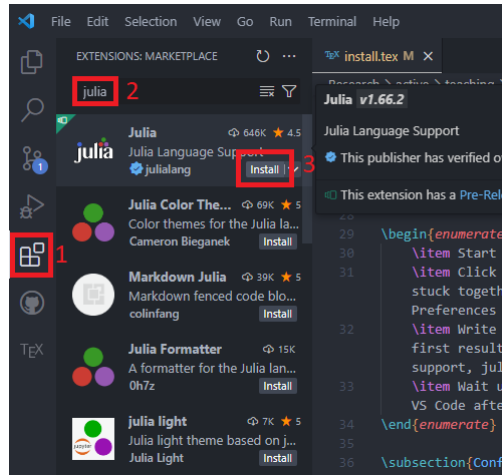 File Edit Selection View Go Run Terminal Help
EXTENSIONS: MARKETPLACE
install.tex M
julia 2
Julia v1.66.2
Julia Language Support
This publisher has verified
This extension has a Pre-Rel
Julia 646K 4.5
julia
Julia Language Support
julialang Install 3
Julia Color The... 69K 5
Color themes for the Julia la...
Cameron Bieganek Install
1
Markdown Julia 39K 5
Markdown fenced code blo...
colinfang Install
Julia Formatter 15K
A formatter for the Julia lan...
0h7z Install
julia light 7K 5
Julia light theme based on j...
Julia Light Install
TEX
28
29 \begin{enumerate
30 \item Start
31 \item Click
stuck togeth
Preferences
32 \item Write
first result
support, jul
33 \item Wait u
VS Code afte
34 \end{enumerate}
35
36 \subsection{Conf